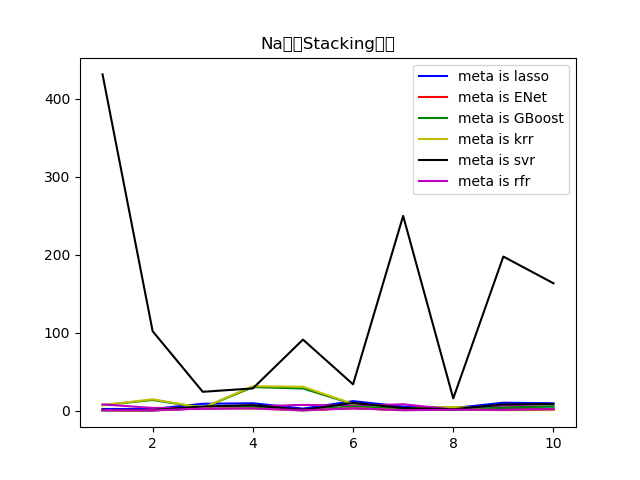 Na▯▯Stacking▯▯
meta is lasso
meta is ENet
meta is GBoost
meta is krr
meta is svr
meta is rfr
400
300
200
100
0
2
4
6
8
10